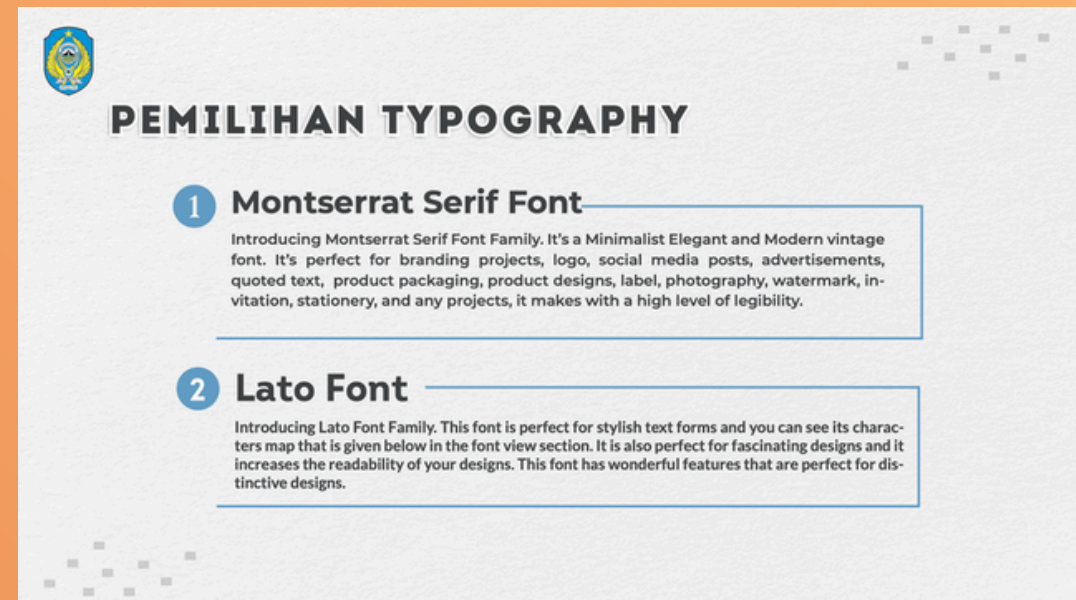 PEMILIHAN TYPOGRAPHY
1
Montserrat Serif Font
Introducing Montserrat Serif Font Family. It's a Minimalist Elegant and Modern vintage
font. It's perfect for branding projects, logo, social media posts, advertisements,
quoted text, product packaging, product designs, label, photography, watermark, in-
vitation, stationery, and any projects, it makes with a high level of legibility.
2
Lato Font
Introducing Lato Font Family. This font is perfect for stylish text forms and you can see its charac-
ters map that is given below in the font view section. It is also perfect for fascinating designs and it
increases the readability of your designs. This font has wonderful features that are perfect for dis-
tinctive designs.